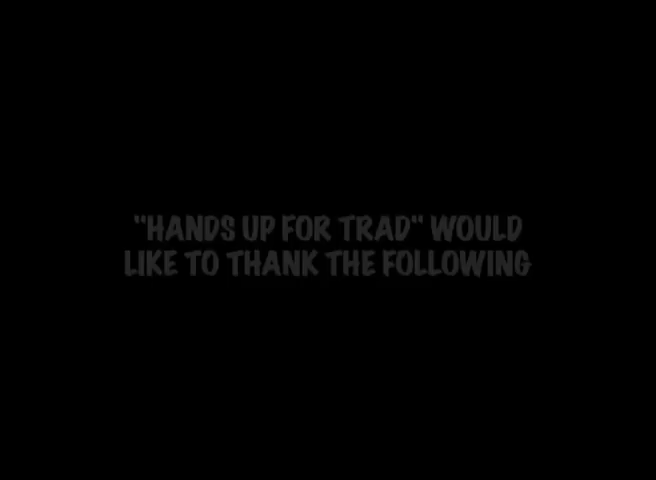 "HANDS UP FOR TRAD" WOULD
LIKE TO THANK THE FOLLOWING